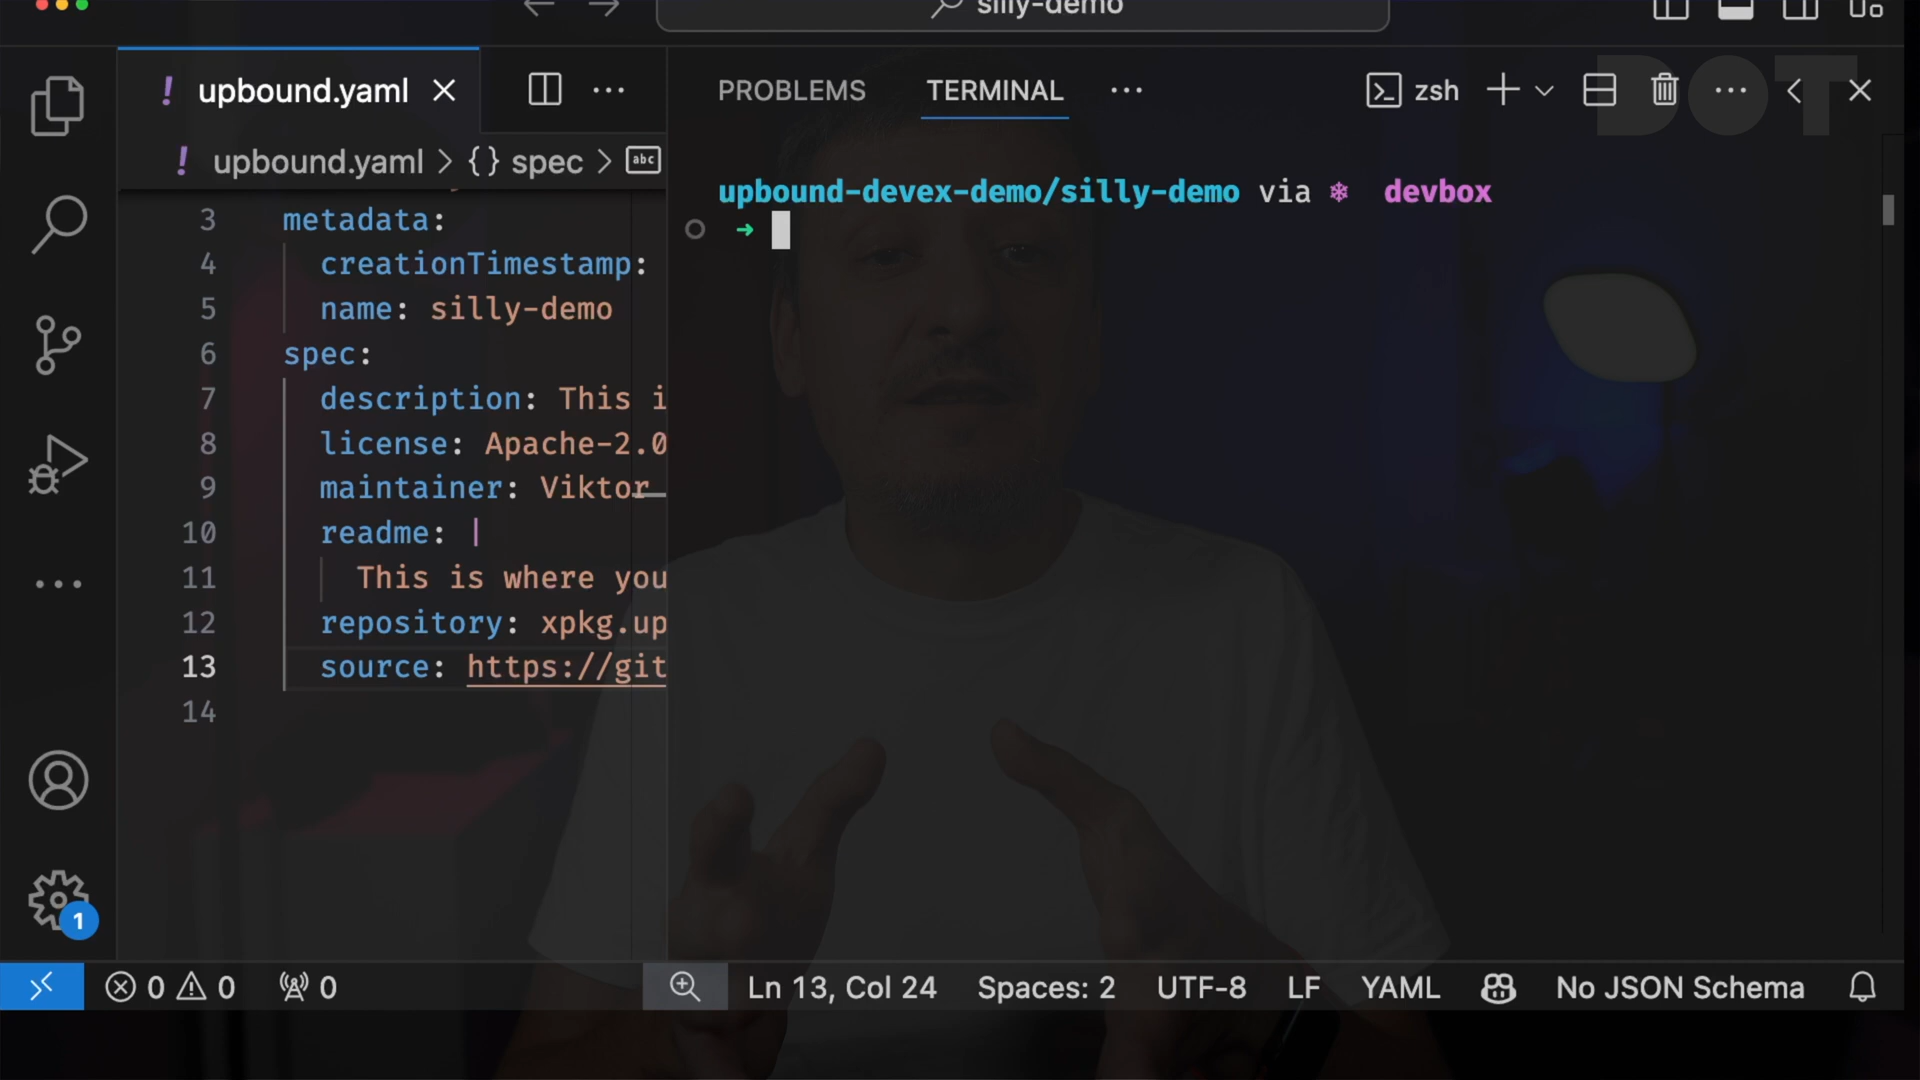 silly-demo
upbound.yaml
PROBLEMS TERMINAL
zsh
DOT
upbound.yaml > {} spec > abc
upbound-devex-demo/silly-demo via ❄ devbox
➜
3 metadata:
4 creationTimestamp:
5 name: silly-demo
6 spec:
7 description: This i
8 license: Apache-2.0
9 maintainer: Viktor
10 readme: |
11 This is where you
12 repository: xpkg.up
13 source: https://git
14
1
0 0 0 Ln 13, Col 24 Spaces: 2 UTF-8 LF YAML No JSON Schema